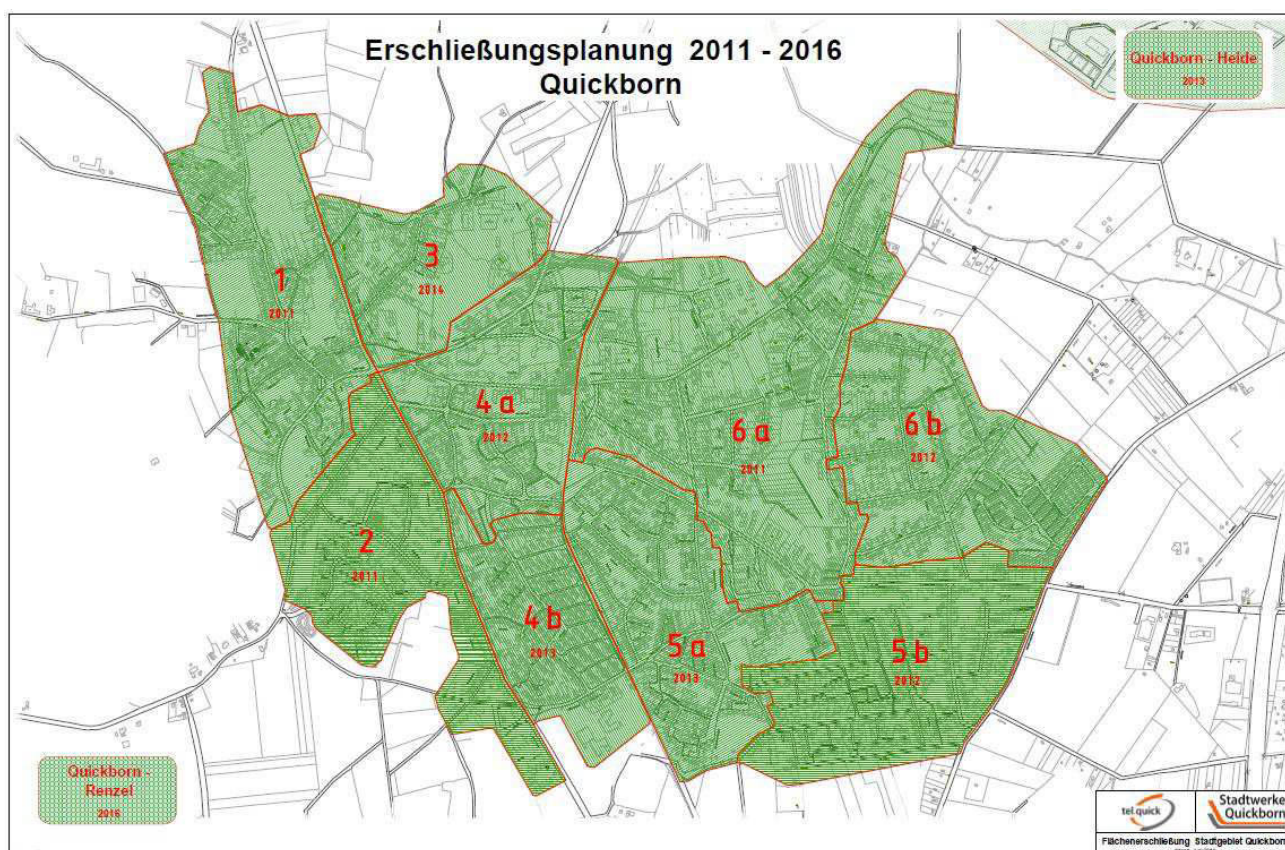 Erschließungsplanung 2011 - 2016
Quickborn
Quickborn - Heide
2013
1
2011
3
2014
4 a
2012
6 a
2011
6 b
2012
2
2011
4 b
2013
5 a
2013
5 b
2012
Quickborn -
Renzel
2016
tel.quick
Stadtwerke
Quickborn
Flächenerschließung Stadtgebiet Quickborn